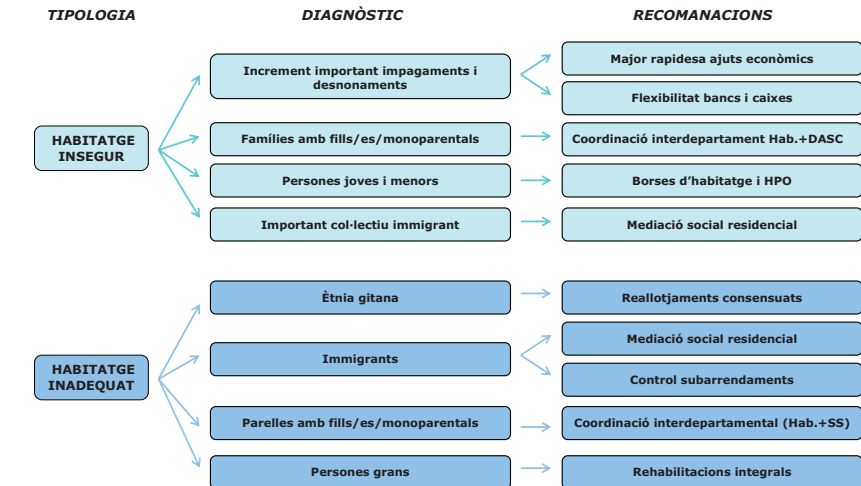 TIPOLOGIA
DIAGNÒSTIC
RECOMANACIONS
HABITATGE
INSEGUR
Increment important impagaments i
desnonaments
Major rapidesa ajuts econòmics
Flexibilitat bancs i caixes
Famílies amb fills/es/monoparentals
Coordinació interdepartament Hab.+DASC
Persones joves i menors
Borses d’habitatge i HPO
Important col·lectiu immigrant
Mediació social residencial
HABITATGE
INADEQUAT
Ètnia gitana
Reallotjaments consensuats
Immigrants
Mediació social residencial
Control subarrendaments
Parelles amb fills/es/monoparentals
Coordinació interdepartamental (Hab.+SS)
Persones grans
Rehabilitacions integrals